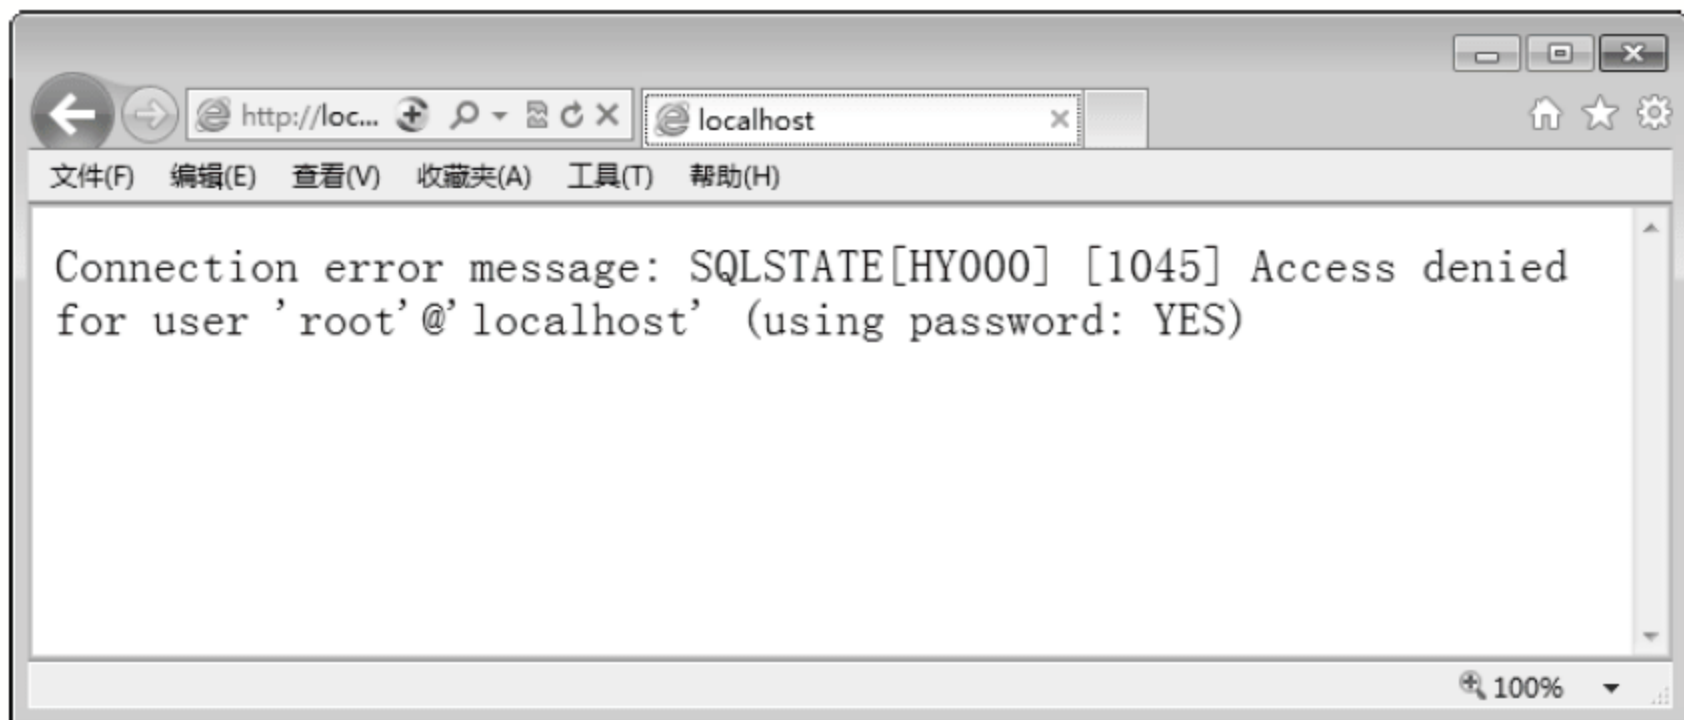 http://loc...
localhost
文件(F) 编辑(E) 查看(V) 收藏夹(A) 工具(T) 帮助(H)
Connection error message: SQLSTATE[HY000] [1045] Access denied
for user 'root'@'localhost' (using password: YES)
100%